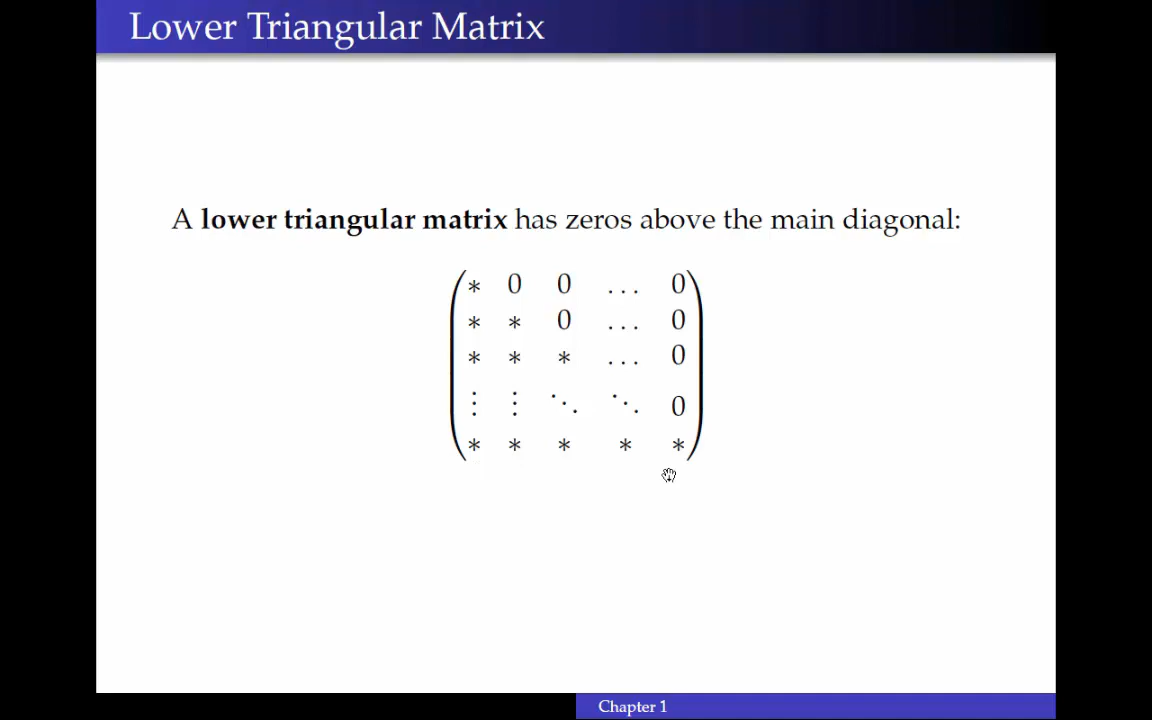 Lower Triangular Matrix
A lower triangular matrix has zeros above the main diagonal:
∗ 0 0 … 0
∗ ∗ 0 … 0
∗ ∗ ∗ … 0
⋮ ⋮ ⋱ ⋱ 0
∗ ∗ ∗ ∗ ∗
Chapter 1